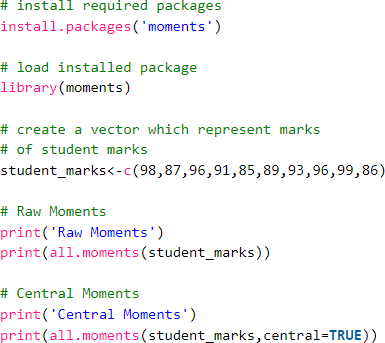 # install required packages
install.packages('moments')
# load installed package
library(moments)
# create a vector which represent marks
# of student marks
student_marks<-c(98,87,96,91,85,89,93,96,99,86)
# Raw Moments
print('Raw Moments')
print(all.moments(student_marks))
# Central Moments
print('Central Moments')
print(all.moments(student_marks,central=TRUE))